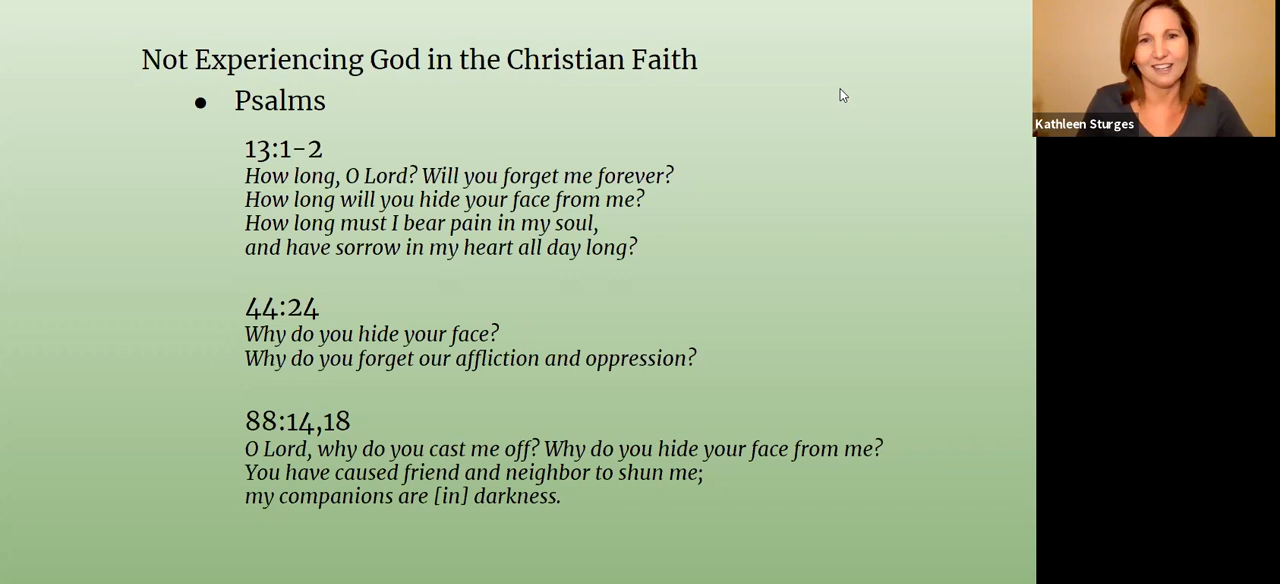 Not Experiencing God in the Christian Faith
● Psalms
13:1-2
How long, O Lord? Will you forget me forever?
How long will you hide your face from me?
How long must I bear pain in my soul,
and have sorrow in my heart all day long?
44:24
Why do you hide your face?
Why do you forget our affliction and oppression?
88:14,18
O Lord, why do you cast me off? Why do you hide your face from me?
You have caused friend and neighbor to shun me;
my companions are [in] darkness.
Kathleen Sturges